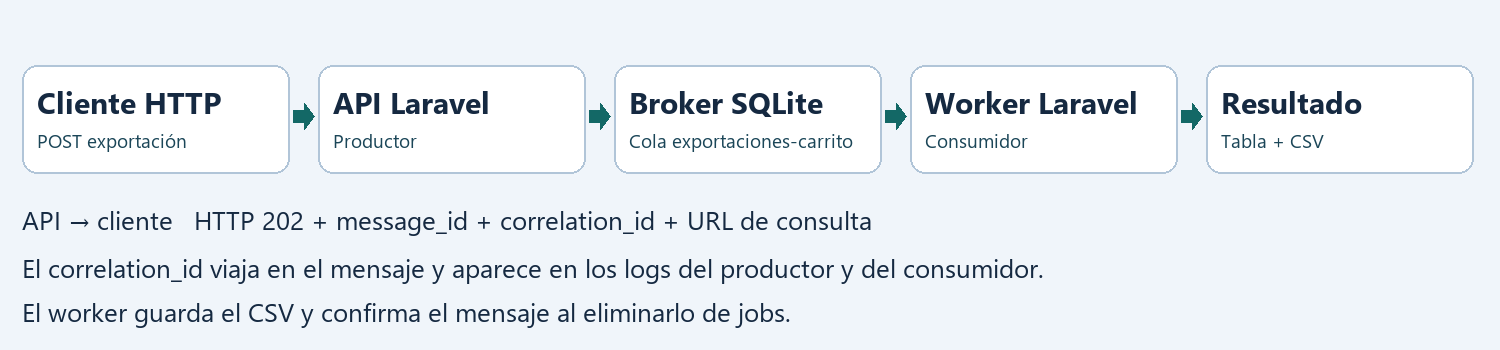 Cliente HTTP
POST exportación
API Laravel
Productor
Broker SQLite
Cola exportaciones-carrito
Worker Laravel
Consumidor
Resultado
Tabla + CSV
API → cliente   HTTP 202 + message_id + correlation_id + URL de consulta
El correlation_id viaja en el mensaje y aparece en los logs del productor y del consumidor.
El worker guarda el CSV y confirma el mensaje al eliminarlo de jobs.